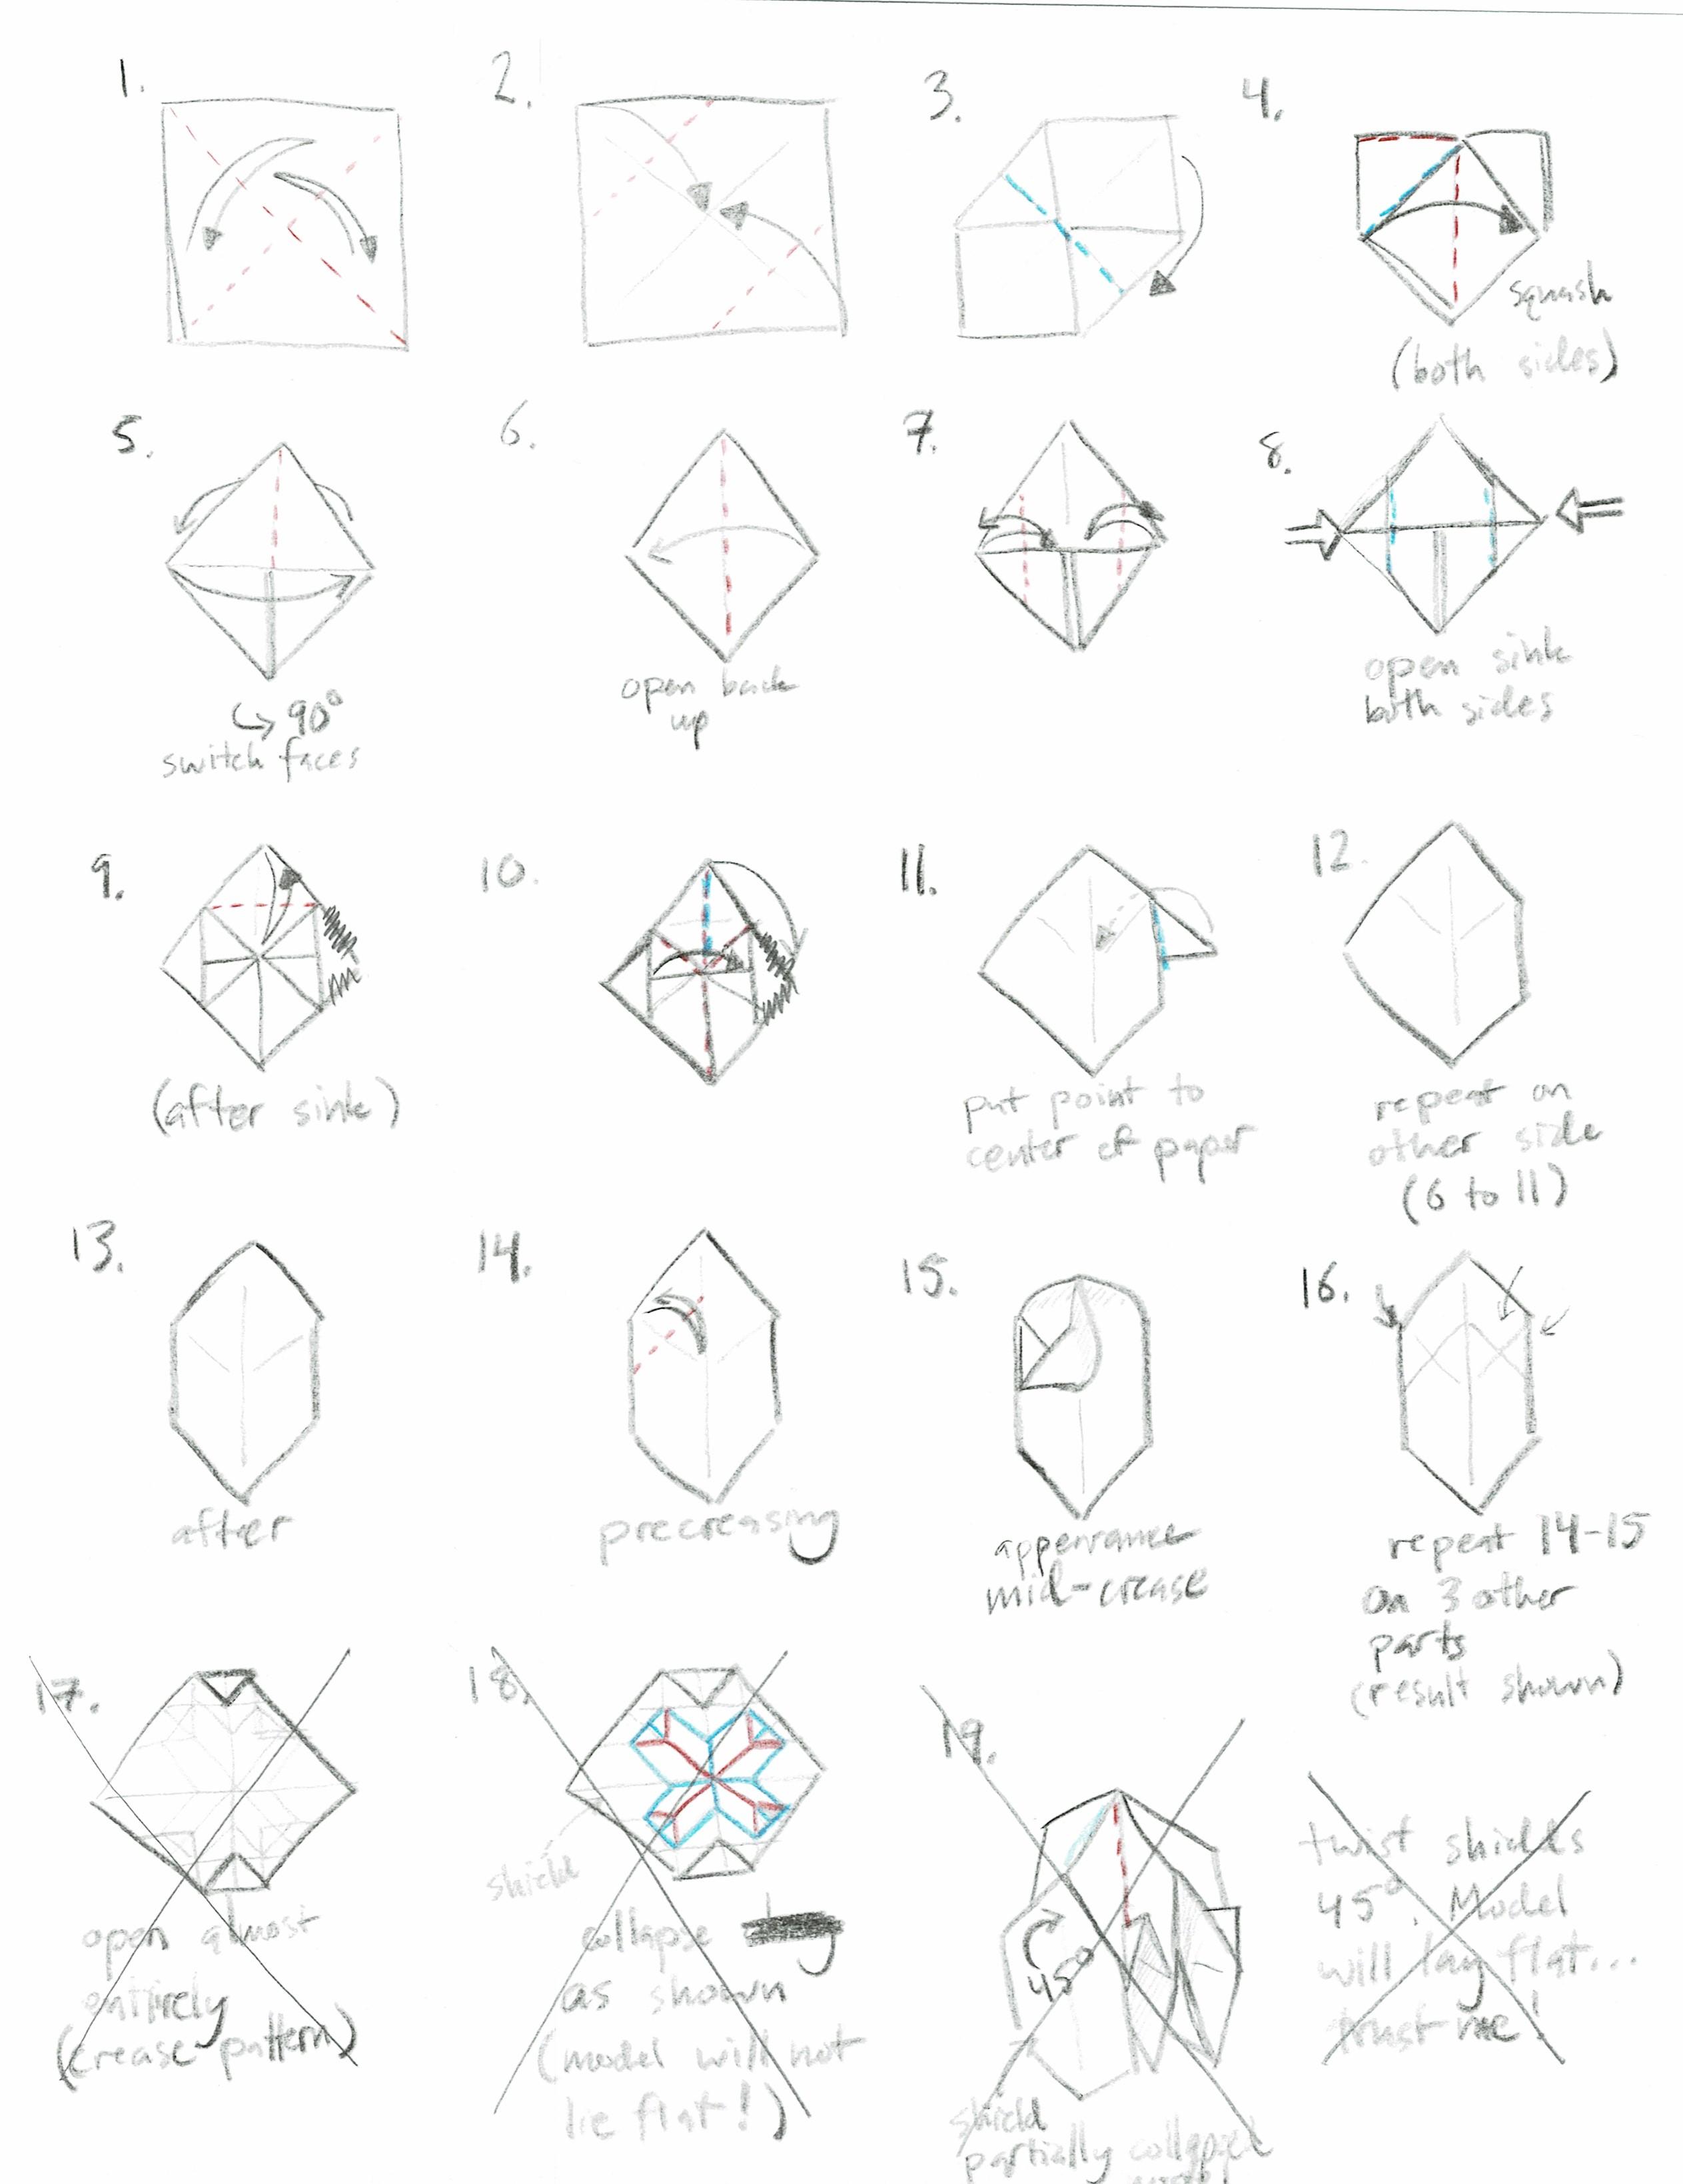 1.
2.
3.
4.
squash
(both sides)
5.
90°
switch faces
6.
open back
up
7.
8.
open sink
both sides
9.
(after sink)
10.
11.
put point to
center of paper
12.
repeat on
other side
(6 to 11)
13.
after
14.
precreasing
15.
appearance
mid-crease
16.
repeat 14-15
on 3 other
parts
(result shown)
17.
open almost
entirely
(crease pattern)
18.
shield
collapse
as shown
(model will not
lie flat!)
19.
45°
shield
partially collapsed
twist shields
45°. Model
will lay flat...
trust me!